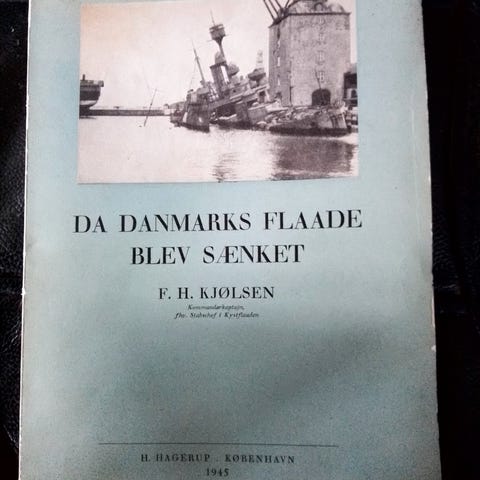 DA DANMARKS FLAADE
BLEV SÆNKET
F. H. KJØLSEN
Kommandørkaptajn,
fhv. Stabschef i Kystflaaden
H. HAGERUP . KØBENHAVN
1945